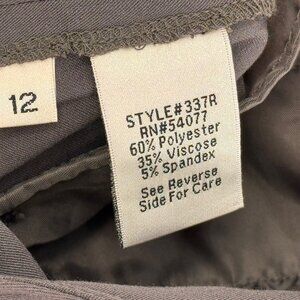 12
STYLE#337R
RN#54077
60% Polyester
35% Viscose
5% Spandex
See Reverse
Side For Care